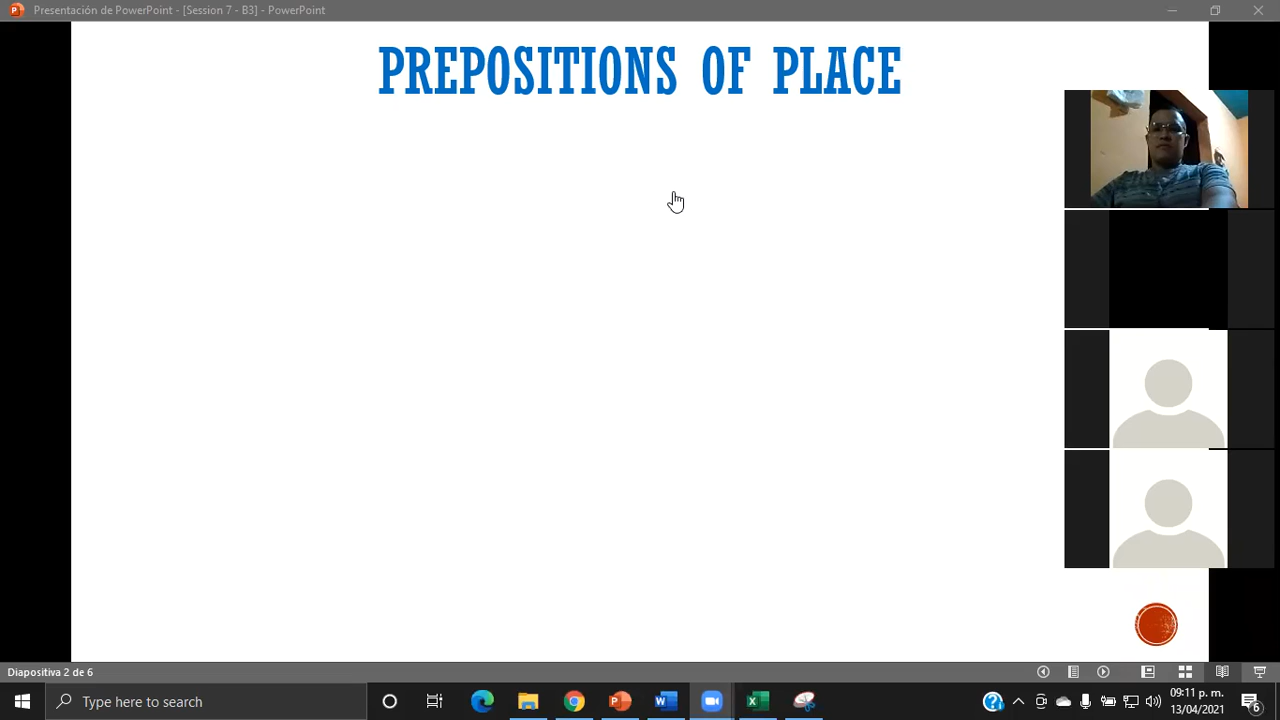 Presentación de PowerPoint - [Session 7 - B3] - PowerPoint
PREPOSITIONS OF PLACE
Diapositiva 2 de 6
Type here to search
09:11 p. m.
13/04/2021
6